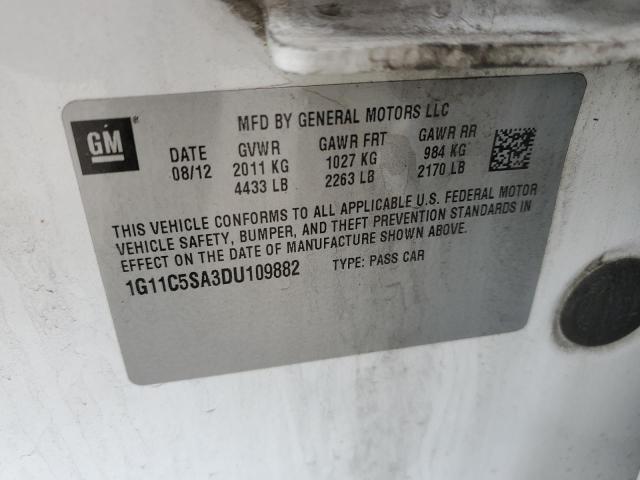 GM
®
MFD BY GENERAL MOTORS LLC
DATE GVWR GAWR FRT GAWR RR
08/12 2011 KG 1027 KG 984 KG
4433 LB 2263 LB 2170 LB
THIS VEHICLE CONFORMS TO ALL APPLICABLE U.S. FEDERAL MOTOR
VEHICLE SAFETY, BUMPER, AND THEFT PREVENTION STANDARDS IN
EFFECT ON THE DATE OF MANUFACTURE SHOWN ABOVE.
1G11C5SA3DU109882 TYPE: PASS CAR